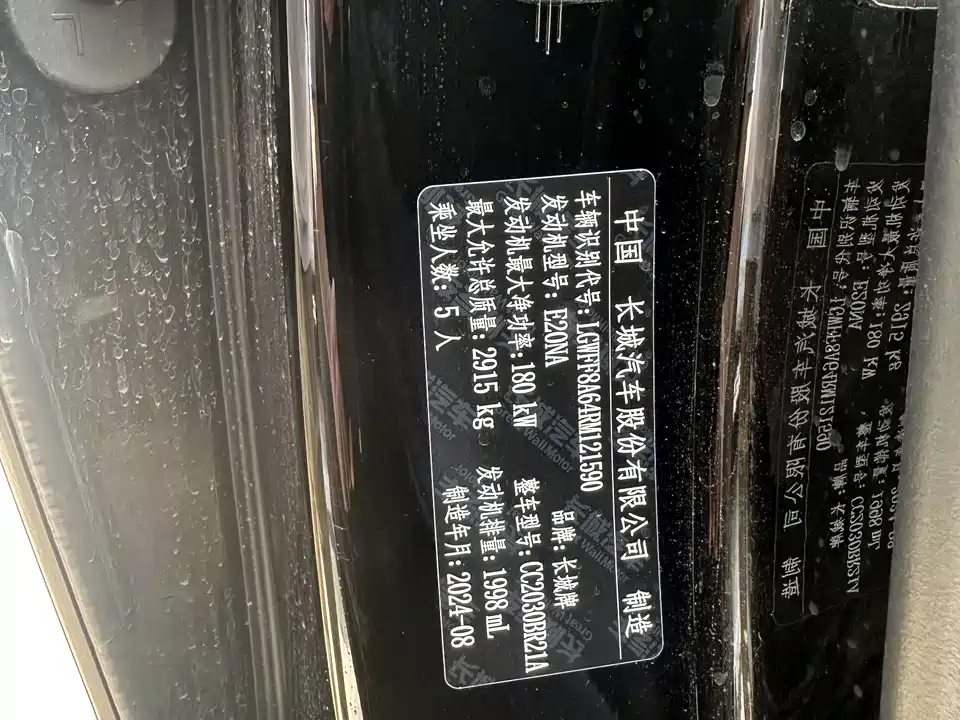 中国 长城汽车股份有限公司 制造
车辆识别代号: LGWFF8A64RM121590 品牌: 长城牌
发动机型号: E20NA 整车型号: CC2030BR21A
发动机最大净功率: 180 kW 发动机排量: 1998 mL
最大允许总质量: 2915 kg 制造年月: 2024-08
乘坐人数: 5 人